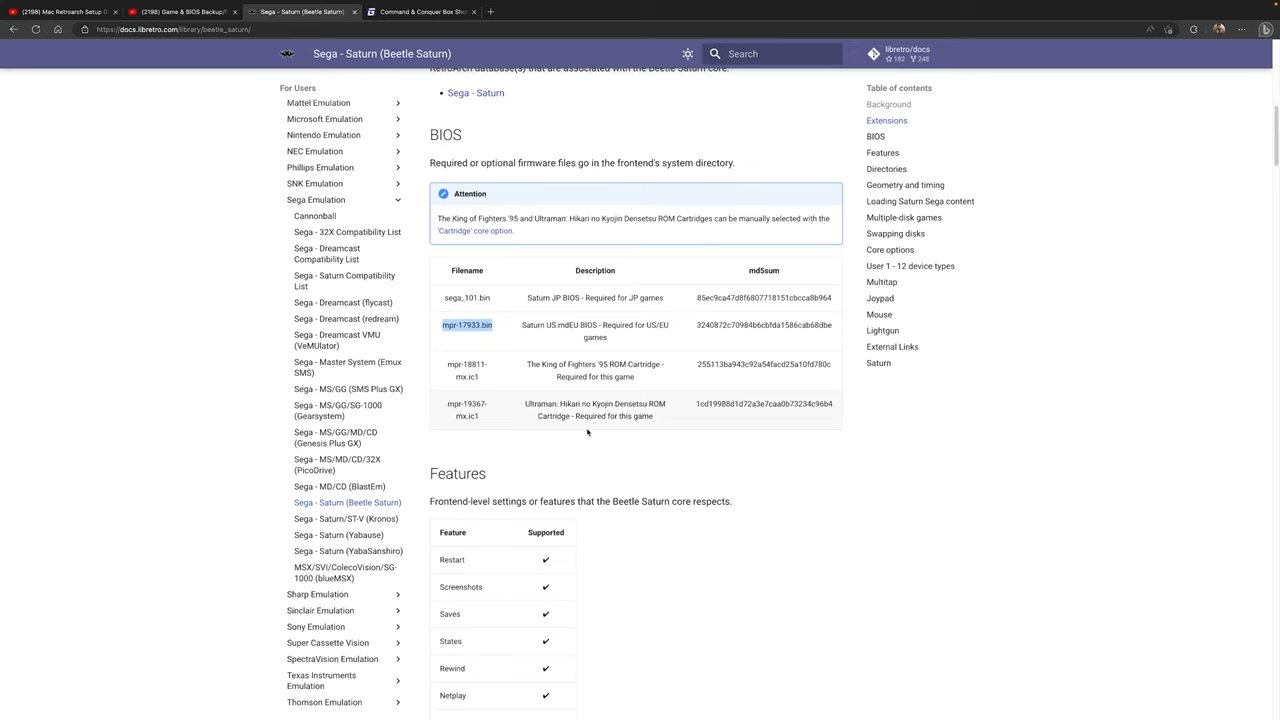 (2198) Mac Retroarch Setup G
(2198) Game & BIOS Backup/
Sega - Saturn (Beetle Saturn)
Command & Conquer Box Sho
https://docs.libretro.com/library/beetle_saturn/
Sega - Saturn (Beetle Saturn)
Search
libretro/docs
182 248
For Users
Mattel Emulation
Microsoft Emulation
Nintendo Emulation
NEC Emulation
Phillips Emulation
SNK Emulation
Sega Emulation
Cannonball
Sega - 32X Compatibility List
Sega - Dreamcast
Compatibility List
Sega - Saturn Compatibility
List
Sega - Dreamcast (flycast)
Sega - Dreamcast (redream)
Sega - Dreamcast VMU
(VeMUlator)
Sega - Master System (Emux
SMS)
Sega - MS/GG (SMS Plus GX)
Sega - MS/GG/SG-1000
(Gearsystem)
Sega - MS/GG/MD/CD
(Genesis Plus GX)
Sega - MS/MD/CD/32X
(PicoDrive)
Sega - MD/CD (BlastEm)
Sega - Saturn (Beetle Saturn)
Sega - Saturn/ST-V (Kronos)
Sega - Saturn (Yabause)
Sega - Saturn (YabaSanshiro)
MSX/SVI/ColecoVision/SG-
1000 (blueMSX)
Sharp Emulation
Sinclair Emulation
Sony Emulation
Super Cassette Vision
SpectraVision Emulation
Texas Instruments
Emulation
Thomson Emulation
RetroArch database(s) that are associated with the Beetle Saturn core.
• Sega - Saturn
BIOS
Required or optional firmware files go in the frontend's system directory.
Attention
The King of Fighters '95 and Ultraman: Hikari no Kyojin Densetsu ROM Cartridges can be manually selected with the
'Cartridge' core option.
Filename Description md5sum
sega_101.bin Saturn JP BIOS - Required for JP games 85ec9ca47d8f6807718151cbcca8b964
mpr-17933.bin Saturn US.mdEU BIOS - Required for US/EU 3240872c70984b6cbfda1586cab68dbe
games
mpr-18811- The King of Fighters '95 ROM Cartridge - 255113ba943c92a54facd25a10fd780c
mx.ic1 Required for this game
mpr-19367- Ultraman: Hikari no Kyojin Densetsu ROM 1cd19988d1d72a3e7caa0b73234c96b4
mx.ic1 Cartridge - Required for this game
Features
Frontend-level settings or features that the Beetle Saturn core respects.
Feature Supported
Restart ✔
Screenshots ✔
Saves ✔
States ✔
Rewind ✔
Netplay ✔
Table of contents
Background
Extensions
BIOS
Features
Directories
Geometry and timing
Loading Saturn Sega content
Multiple-disk games
Swapping disks
Core options
User 1 - 12 device types
Multitap
Joypad
Mouse
Lightgun
External Links
Saturn